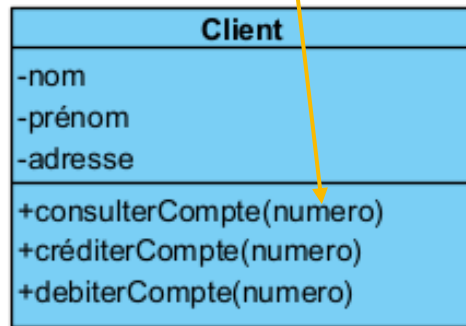 Client
-nom
-prénom
-adresse
+consulterCompte(numero)
+créditerCompte(numero)
+debiterCompte(numero)